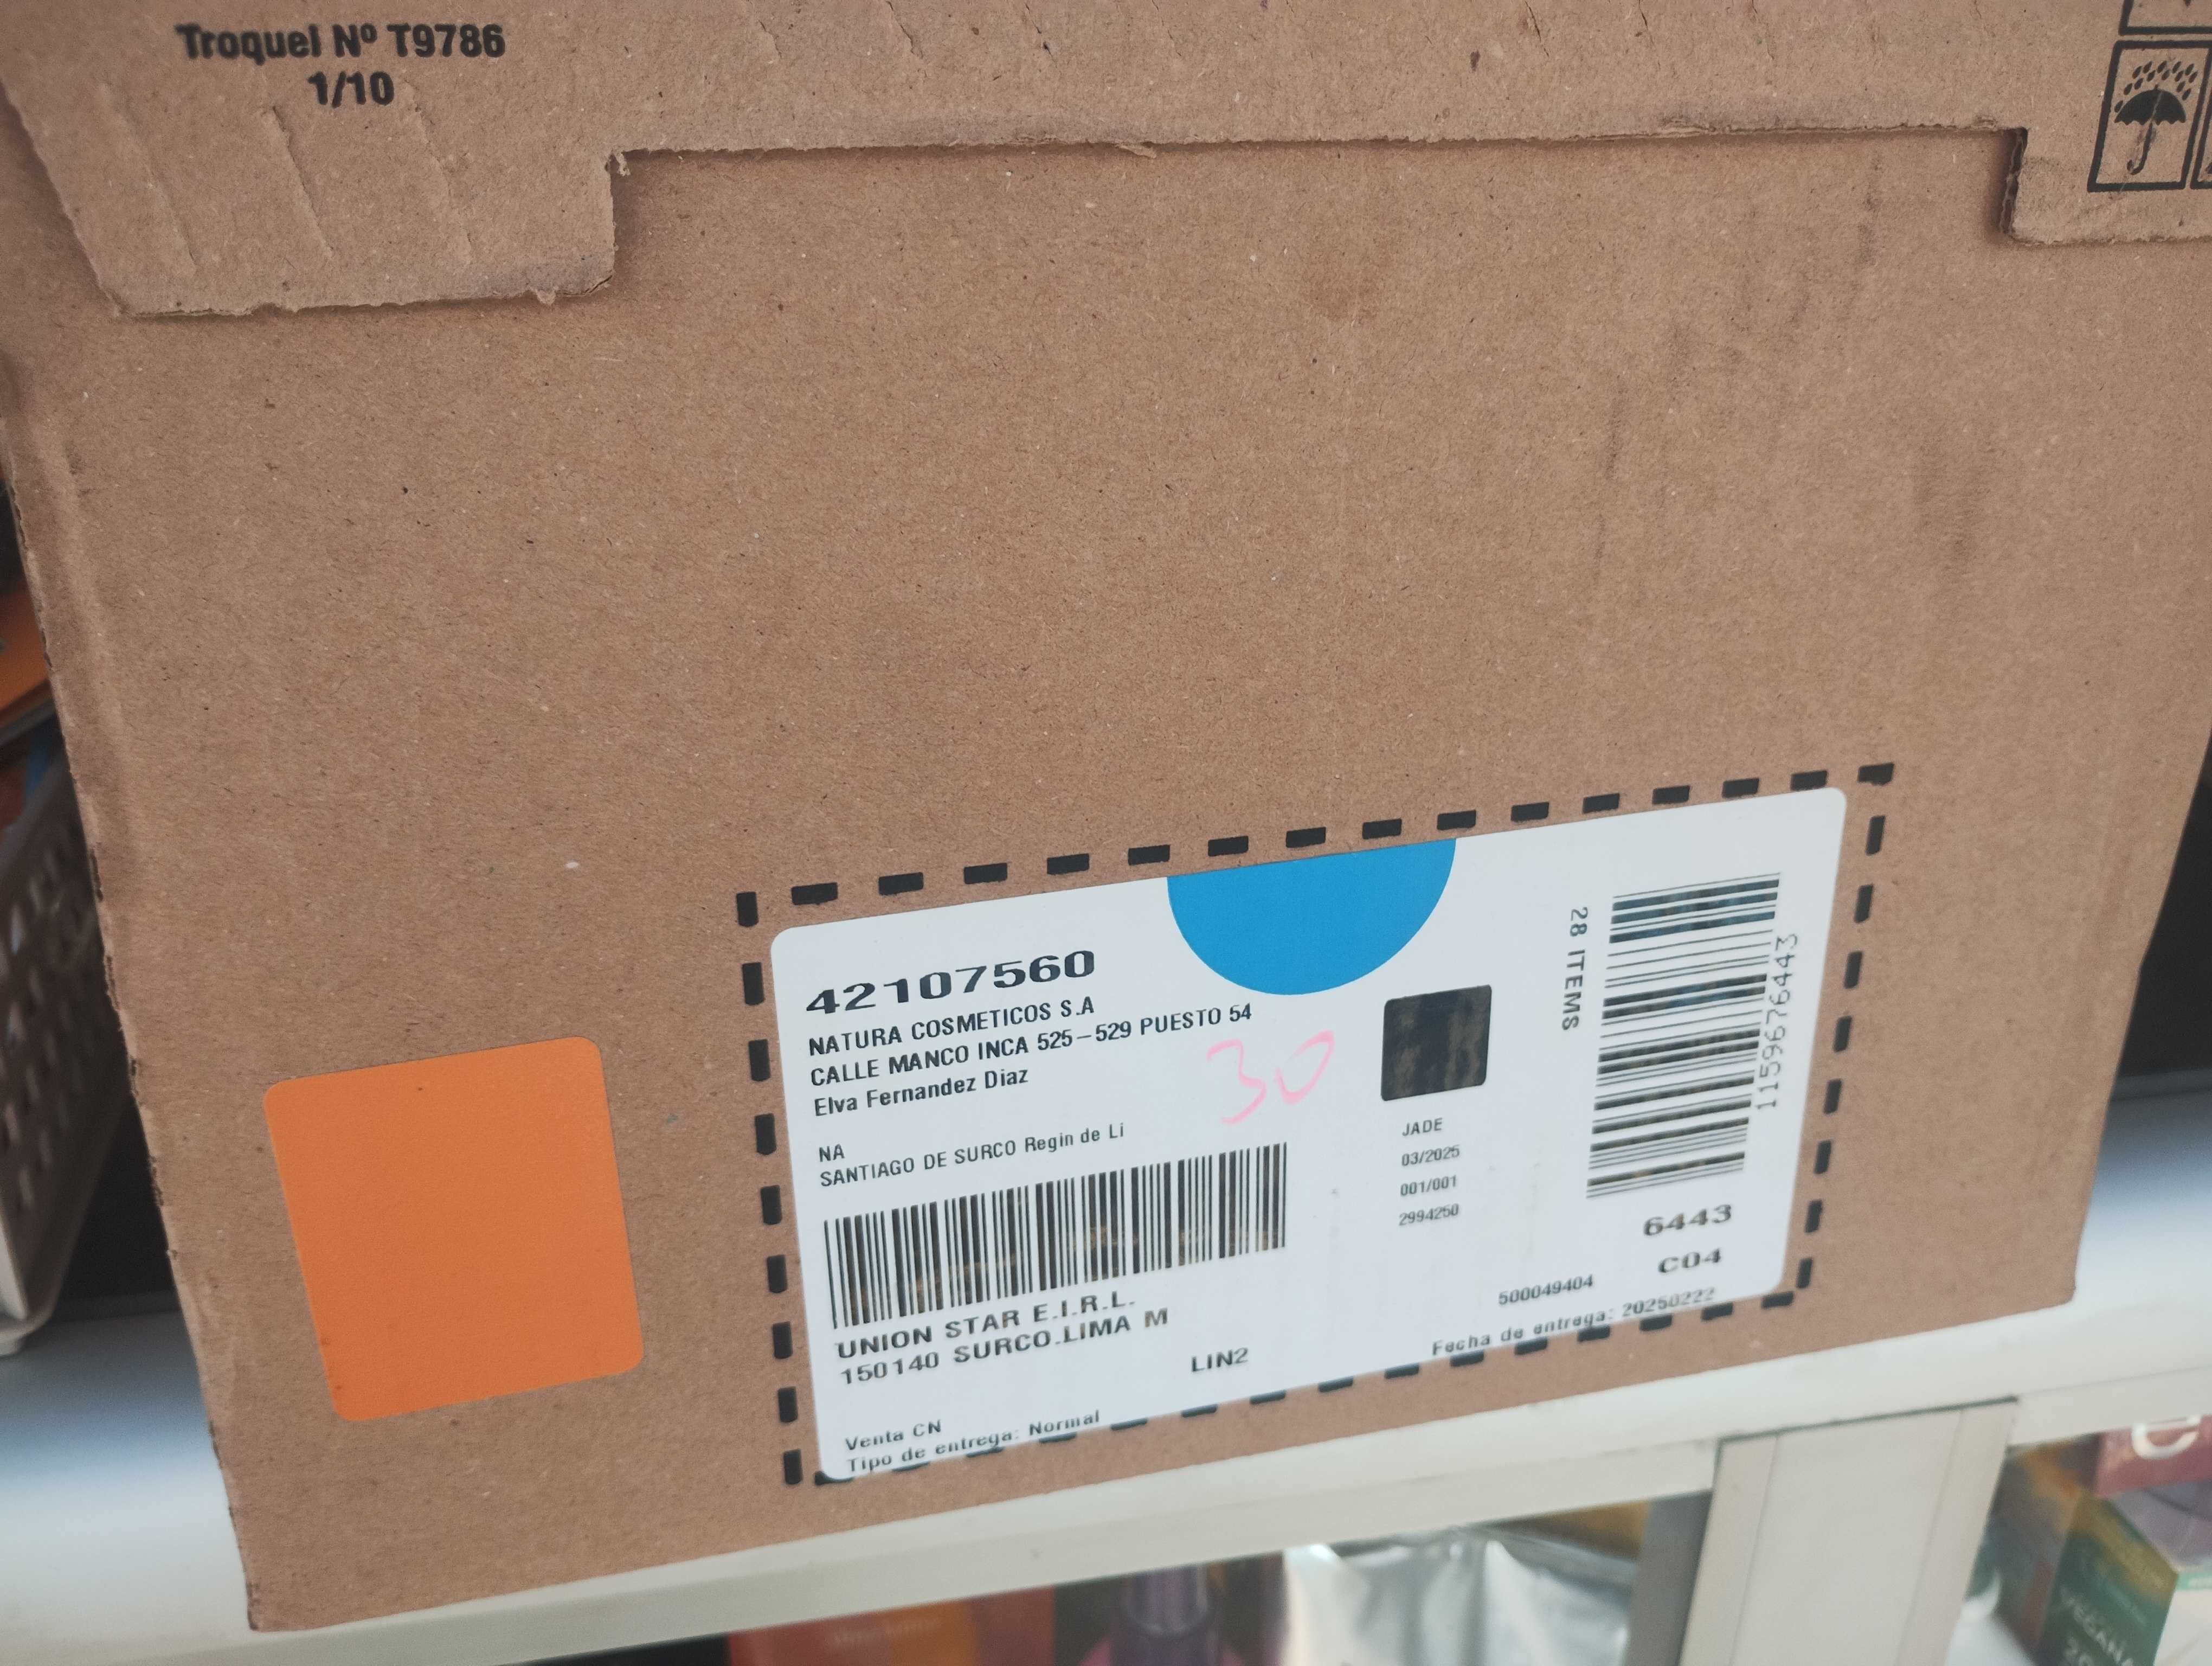 Troquel Nº T9786
1/10
42107560
NATURA COSMETICOS S.A
CALLE MANCO INCA 525-529 PUESTO 54
Elva Fernandez Diaz
30
NA
SANTIAGO DE SURCO Regin de Li
UNION STAR E.I.R.L.
150140 SURCO.LIMA M
LIN2
Venta CN
Tipo de entrega: Normal
JADE
03/2025
001/001
2994250
28 ITEMS
1159676443
6443
C04
500049404
Fecha de entrega: 20250222